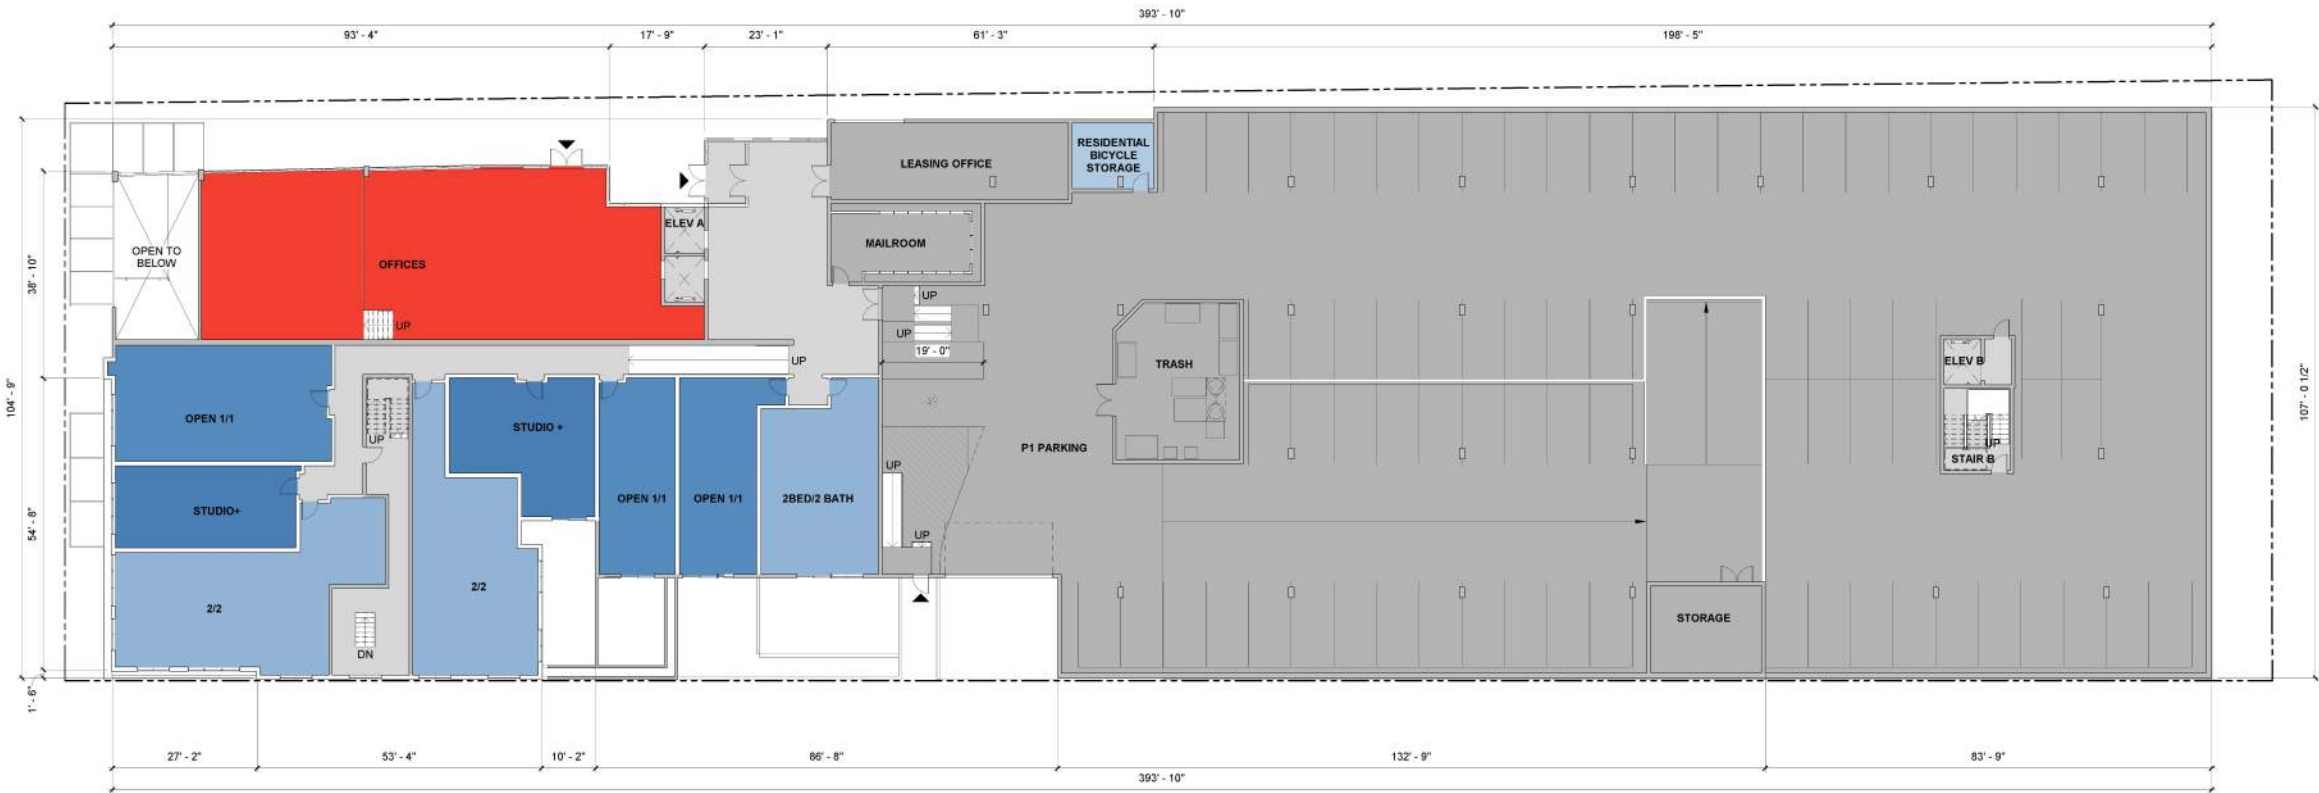 393' - 10"
93' - 4"
17' - 9"
23' - 1"
61' - 3"
198' - 5"
RESIDENTIAL
BICYCLE
STORAGE
LEASING OFFICE
ELEV A
MAILROOM
OPEN TO
BELOW
OFFICES
38' - 10"
UP
UP
UP
19' - 0"
UP
TRASH
ELEV B
104' - 9"
107' - 0 1/2"
OPEN 1/1
STUDIO +
UP
P1 PARKING
UP
STAIR B
UP
OPEN 1/1
OPEN 1/1
2BED/2 BATH
STUDIO+
54' - 8"
UP
2/2
2/2
STORAGE
DN
1' - 6"
27' - 2"
53' - 4"
10' - 2"
86' - 8"
132' - 9"
83' - 9"
393' - 10"